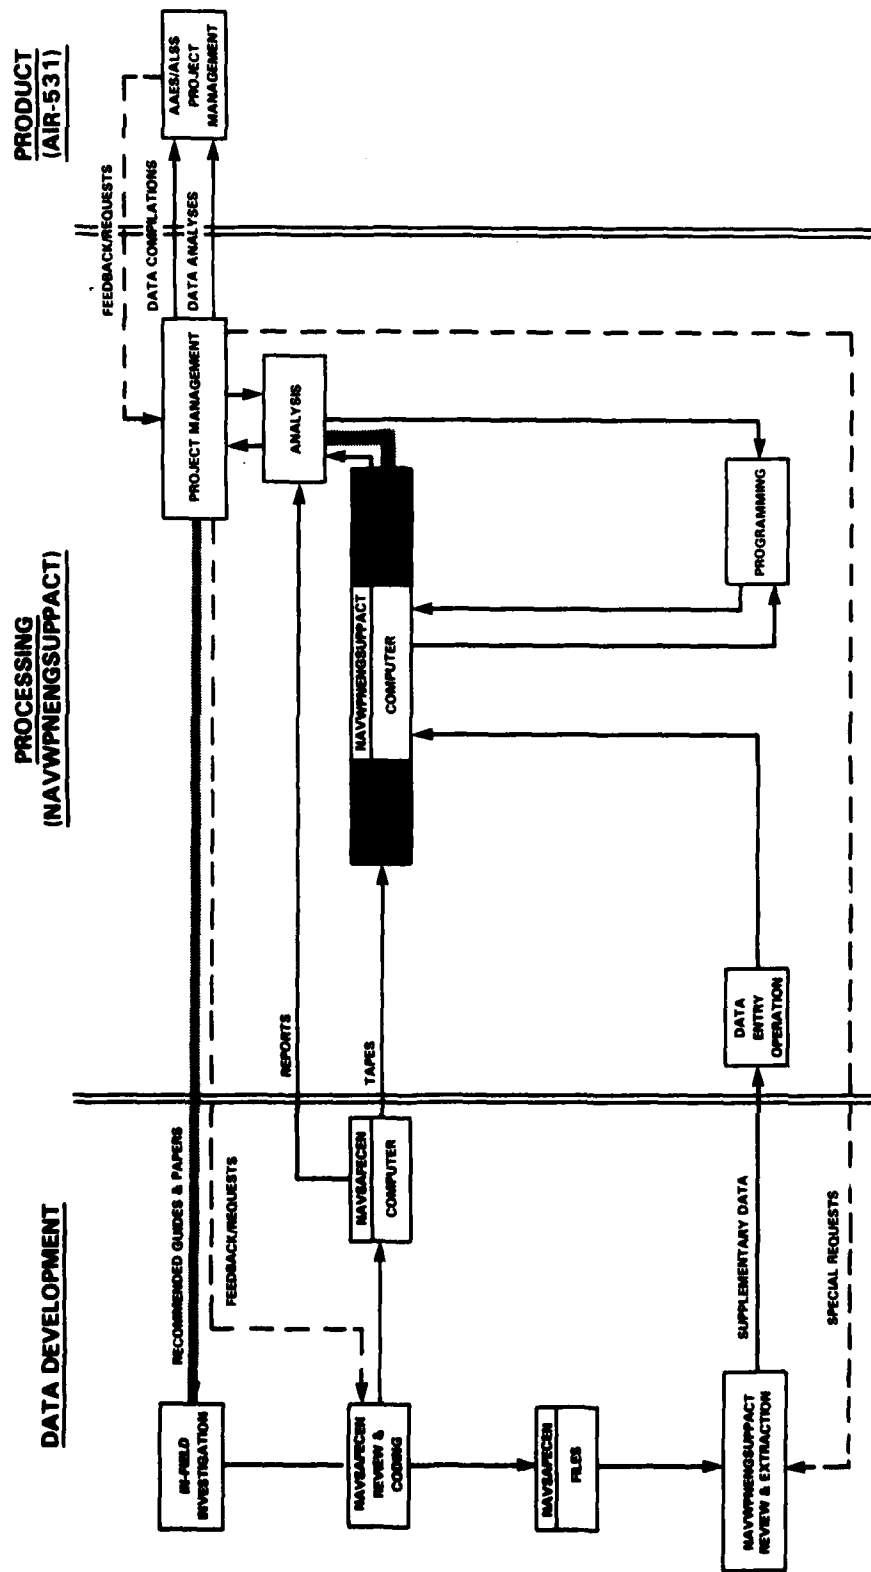 DATA DEVELOPMENT
PROCESSING
(NAVWPNENGSUPPACT)
PRODUCT
(AIR-531)
IN-FIELD
INVESTIGATION
RECOMMENDED GUIDES & PAPERS
FEEDBACK/REQUESTS
PROJECT MANAGEMENT
FEEDBACK/REQUESTS
DATA COMPILATIONS
DATA ANALYSES
AAES/ALSS
PROJECT
MANAGEMENT
REPORTS
ANALYSIS
NAVSAFECEN
REVIEW &
CODING
NAVSAFECEN
COMPUTER
TAPES
NAVWPNENGSUPPACT
COMPUTER
NAVSAFECEN
FILES
NAVWPNENGSUPPACT
REVIEW & EXTRACTION
SUPPLEMENTARY DATA
DATA
ENTRY
OPERATION
PROGRAMMING
SPECIAL REQUESTS